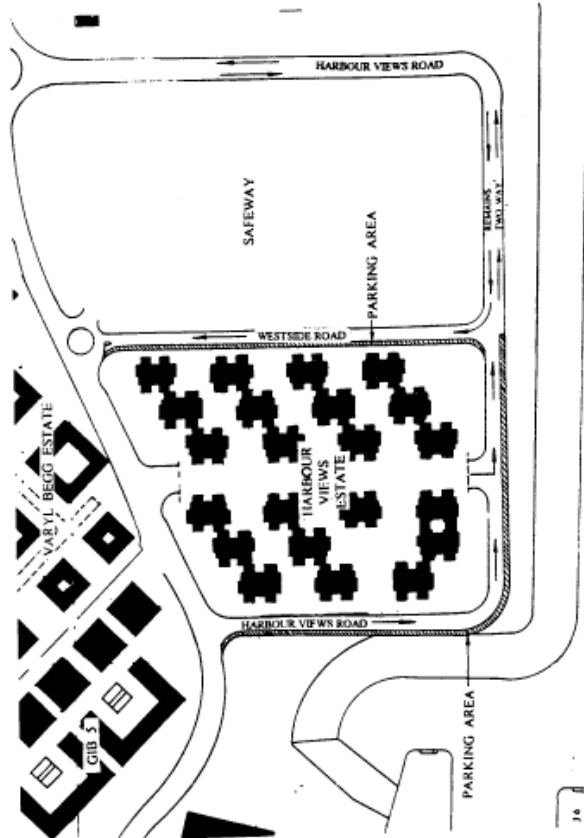 HARBOUR VIEWS ROAD
SAFEWAY
REMAINS
TWO WAY
PARKING AREA
WESTSIDE ROAD
VARYL BEGG ESTATE
HARBOUR
VIEWS
ESTATE
HARBOUR VIEWS ROAD
GIB 5
PARKING AREA